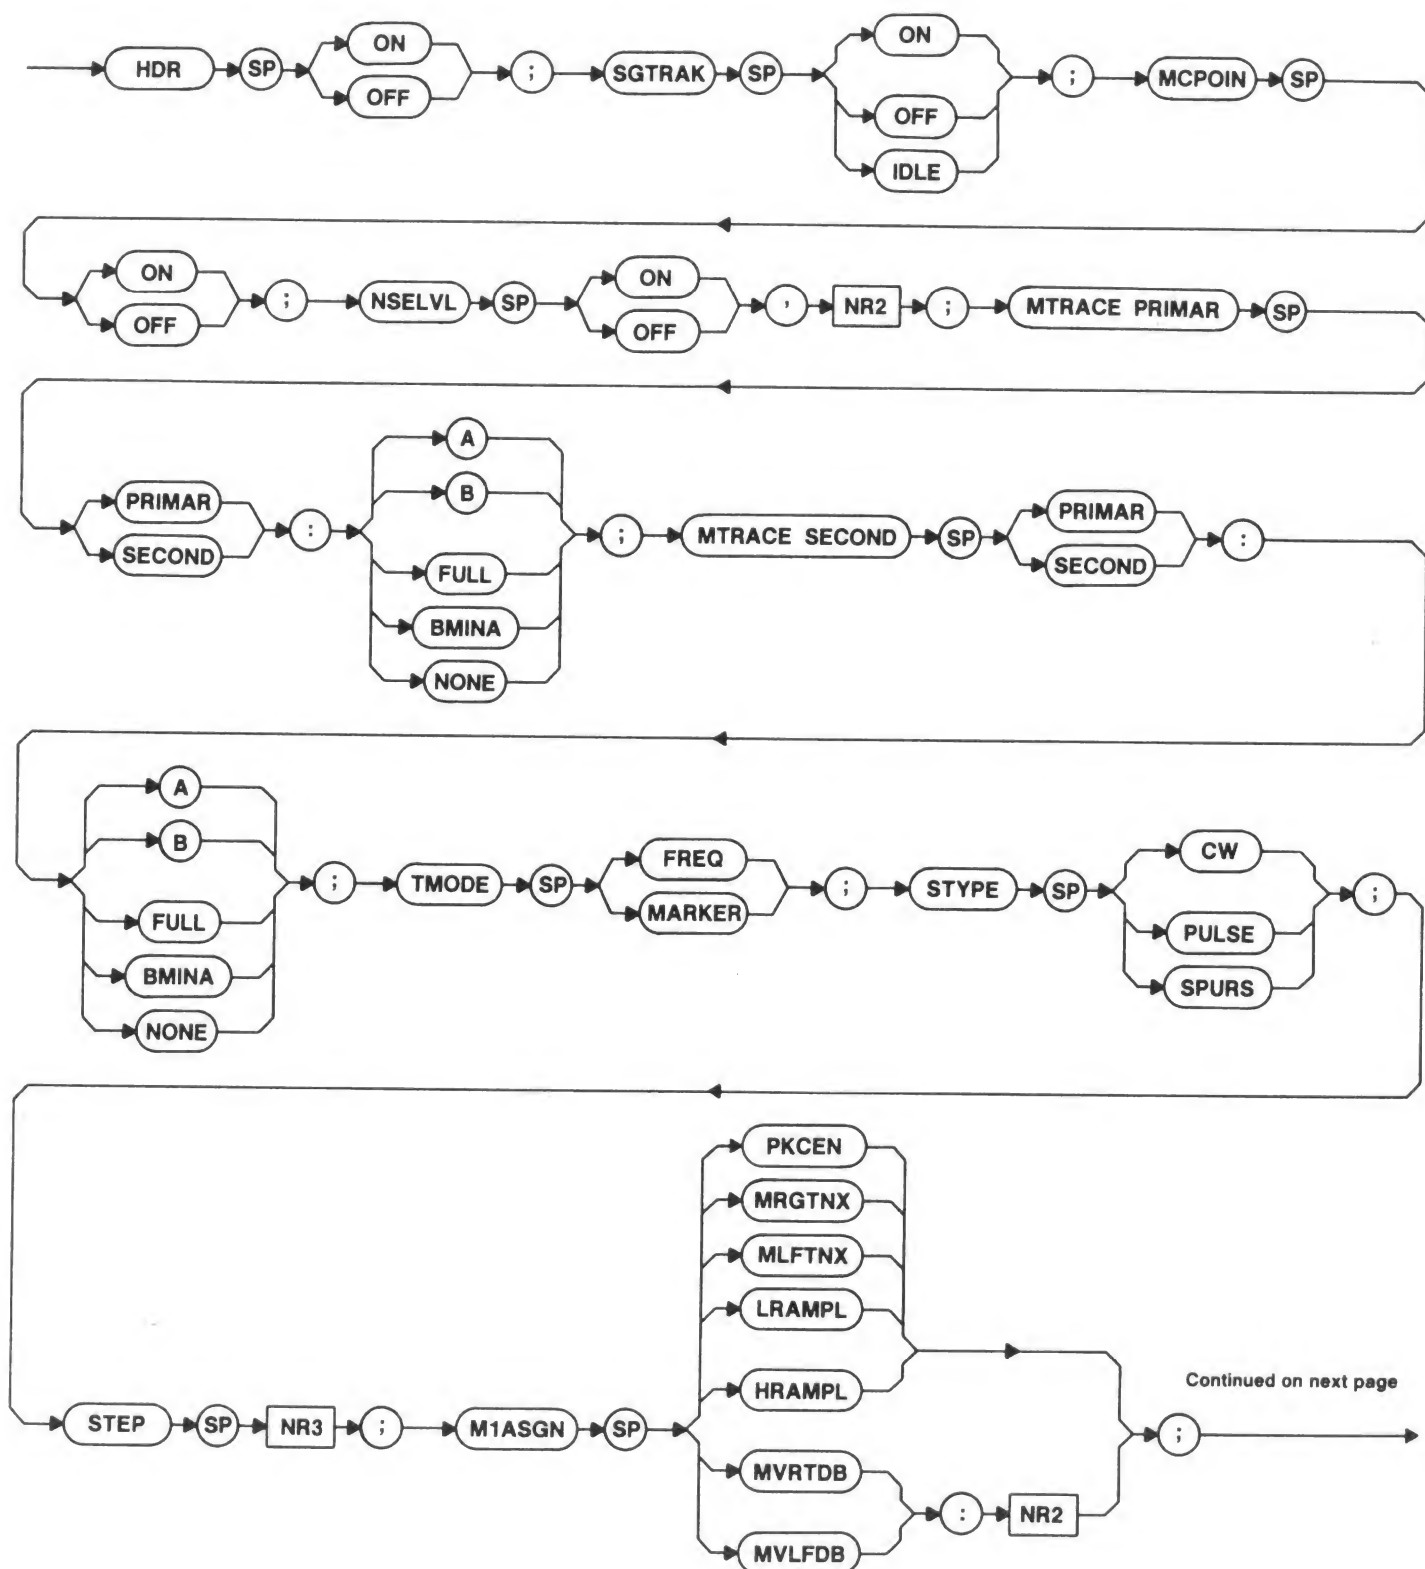 ON
HDR SP OFF ; SGTRAK SP ON OFF IDLE ; MCPOIN SP
ON
OFF ; NSELVL SP ON OFF , NR2 ; MTRACE PRIMAR SP
PRIMAR
SECOND : A B FULL BMINA NONE ; MTRACE SECOND SP PRIMAR SECOND :
A
B
FULL
BMINA
NONE ; TMODE SP FREQ MARKER ; STYPE SP CW PULSE SPURS ;
STEP SP NR3 ; M1ASGN SP
PKCEN
MRGTNX
MLFTNX
LRAMPL
HRAMPL
MVRTDB
MVLFDB
: NR2
;
Continued on next page